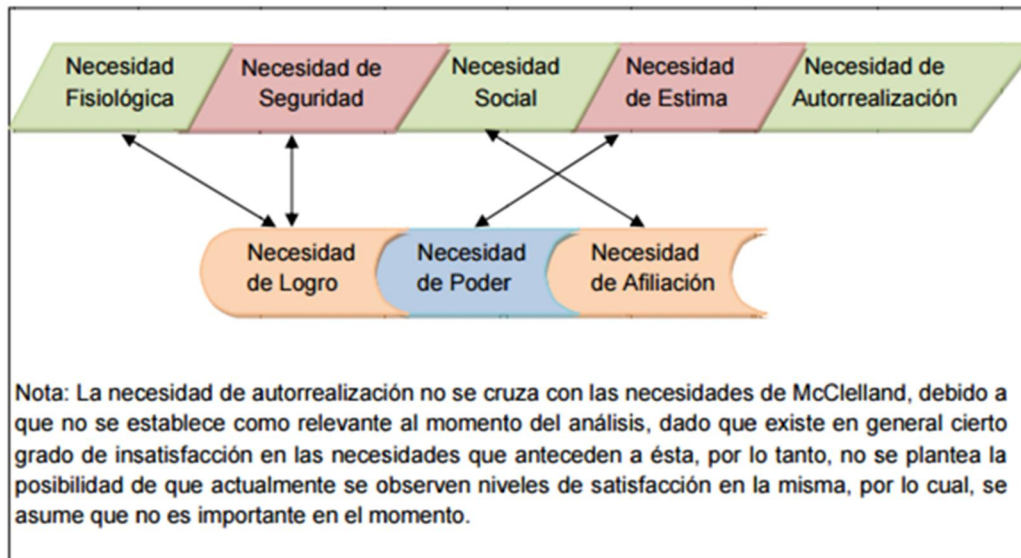 Necesidad
Fisiológica
Necesidad de
Seguridad
Necesidad
Social
Necesidad
de Estima
Necesidad de
Autorrealización
Necesidad
de Logro
Necesidad
de Poder
Necesidad
de Afiliación
Nota: La necesidad de autorrealización no se cruza con las necesidades de McClelland, debido a
que no se establece como relevante al momento del análisis, dado que existe en general cierto
grado de insatisfacción en las necesidades que anteceden a ésta, por lo tanto, no se plantea la
posibilidad de que actualmente se observen niveles de satisfacción en la misma, por lo cual, se
asume que no es importante en el momento.